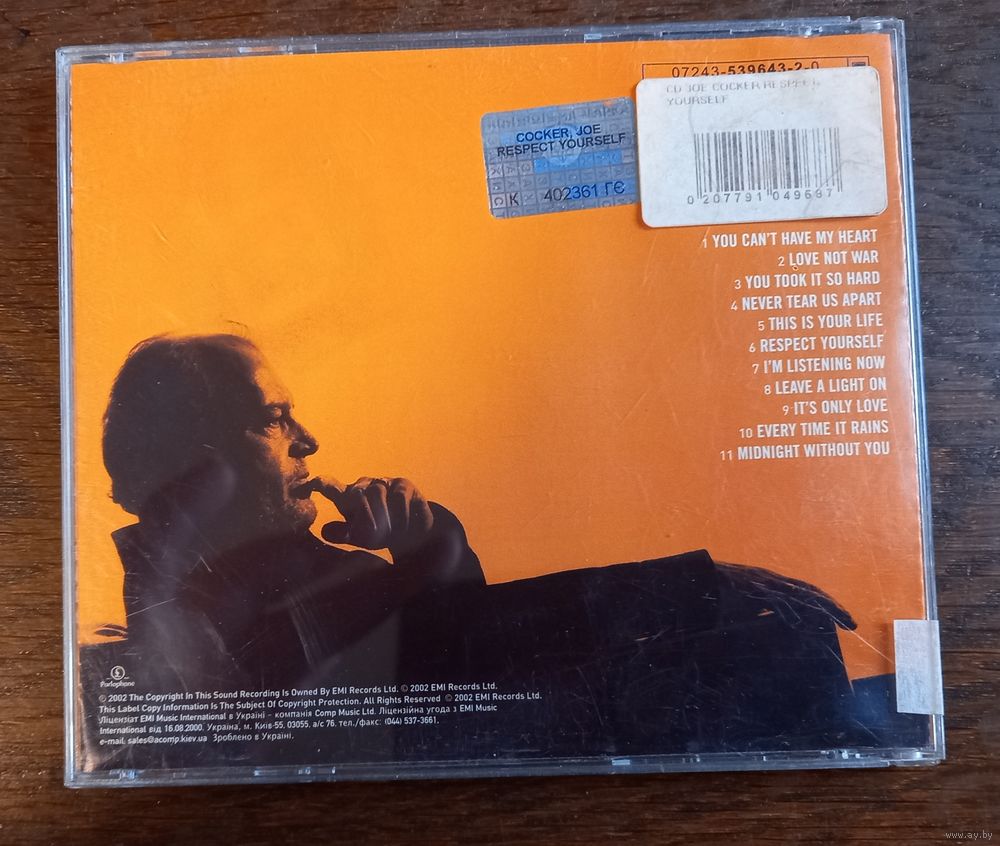 07243-539643-2-0
CD JOE COCKER RESPECT
YOURSELF
0 207791 049687
COCKER, JOE
RESPECT YOURSELF
К 402361 ГЄ
1 YOU CAN'T HAVE MY HEART
2 LOVE NOT WAR
3 YOU TOOK IT SO HARD
4 NEVER TEAR US APART
5 THIS IS YOUR LIFE
6 RESPECT YOURSELF
7 I'M LISTENING NOW
8 LEAVE A LIGHT ON
9 IT'S ONLY LOVE
10 EVERY TIME IT RAINS
11 MIDNIGHT WITHOUT YOU
Parlophone
℗ 2002 The Copyright In This Sound Recording Is Owned By EMI Records Ltd. © 2002 EMI Records Ltd.
This Label Copy Information Is The Subject Of Copyright Protection. All Rights Reserved © 2002 EMI Records Ltd.
Ліцензіат EMI Music International в Україні - компанія Comp Music Ltd. Ліцензійна угода з EMI Music
International від 16.08.2000, Україна, м. Київ-55, 03055, а/с 76. тел./факс: (044) 537-3661.
e-mail: sales@acomp.kiev.ua Зроблено в Україні.
www.ay.by